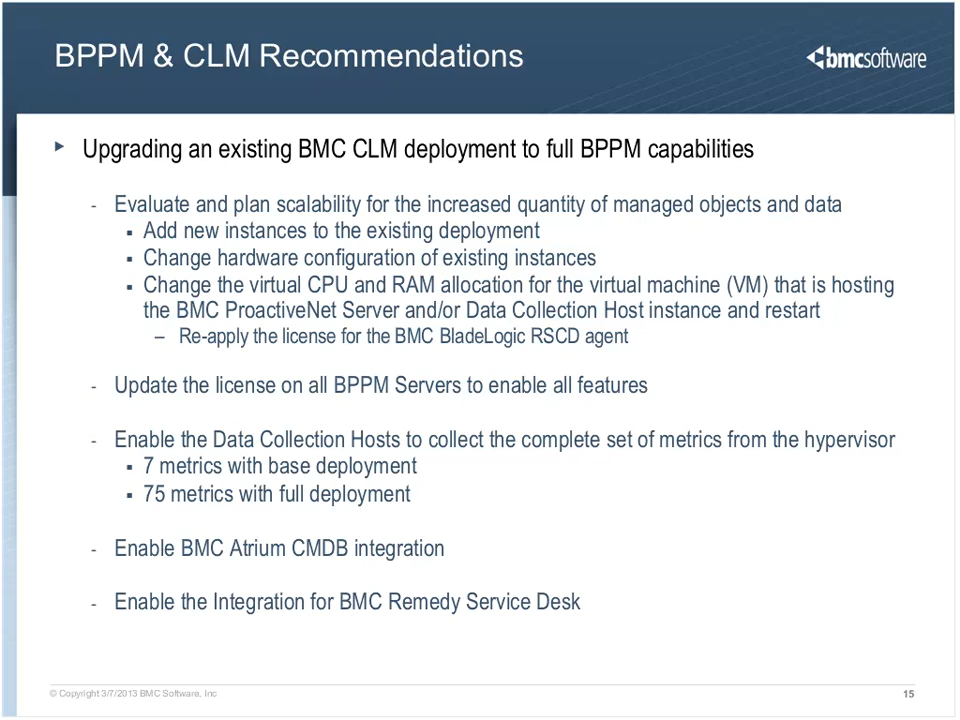 BPPM & CLM Recommendations
bmcsoftware
▸ Upgrading an existing BMC CLM deployment to full BPPM capabilities
- Evaluate and plan scalability for the increased quantity of managed objects and data
▪ Add new instances to the existing deployment
▪ Change hardware configuration of existing instances
▪ Change the virtual CPU and RAM allocation for the virtual machine (VM) that is hosting
the BMC ProactiveNet Server and/or Data Collection Host instance and restart
– Re-apply the license for the BMC BladeLogic RSCD agent
- Update the license on all BPPM Servers to enable all features
- Enable the Data Collection Hosts to collect the complete set of metrics from the hypervisor
▪ 7 metrics with base deployment
▪ 75 metrics with full deployment
- Enable BMC Atrium CMDB integration
- Enable the Integration for BMC Remedy Service Desk
© Copyright 3/7/2013 BMC Software, Inc
15